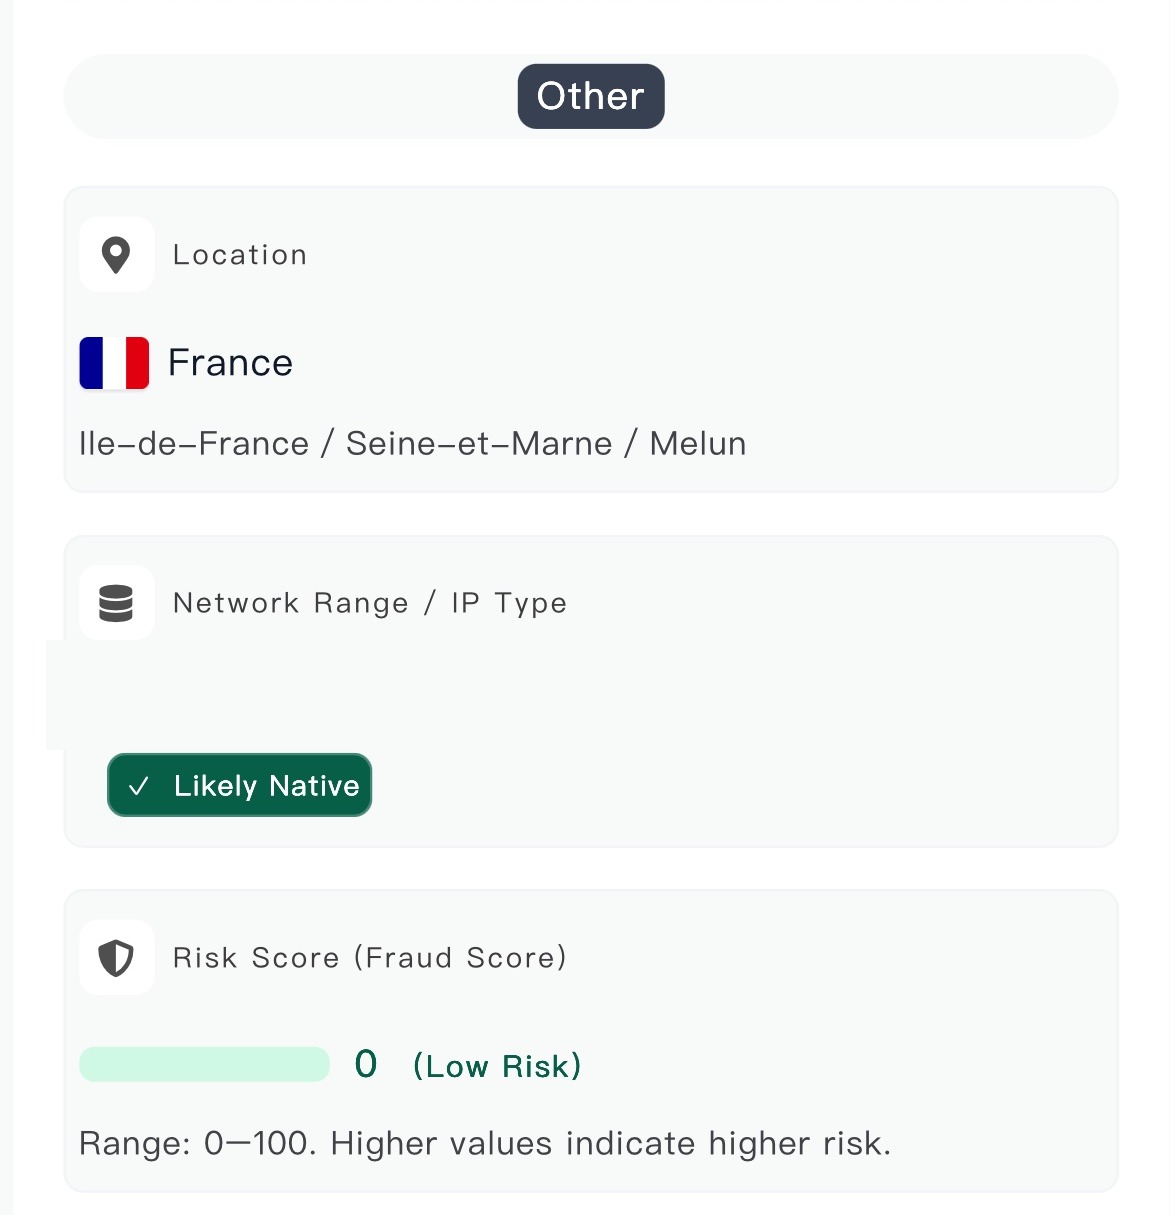 Other
Location
France
Ile-de-France / Seine-et-Marne / Melun
Network Range / IP Type
✓ Likely Native
Risk Score (Fraud Score)
0 (Low Risk)
Range: 0—100. Higher values indicate higher risk.